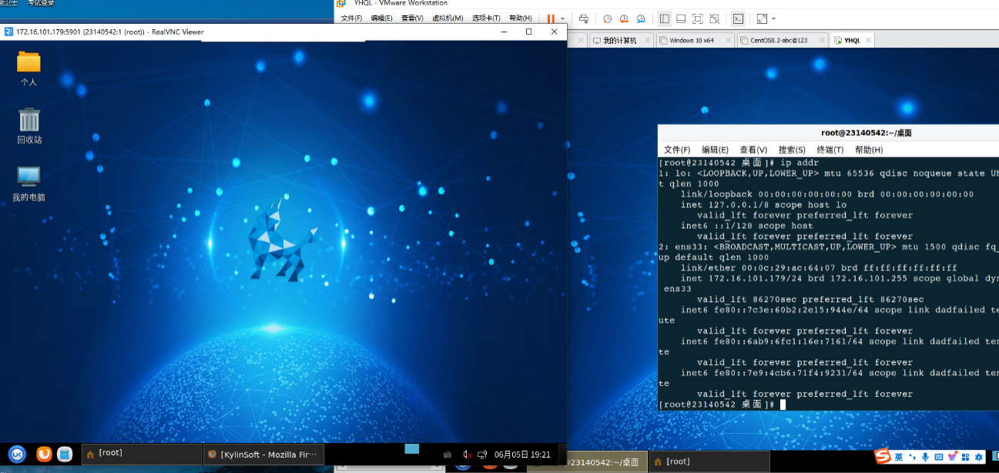 考试登录
YHQL - VMware Workstation
文件(F) 编辑(E) 查看(V) 虚拟机(M) 选项卡(T) 帮助(H)
172.16.101.179:5901 (23140542:1 (root)) - RealVNC Viewer
我的计算机
Windows 10 x64
CentOS8.2-abc@123
YHQL
个人
回收站
我的电脑
root@23140542:~/桌面
文件(F) 编辑(E) 查看(V) 搜索(S) 终端(T) 帮助(H)
[root@23140542 桌面]# ip addr
1: lo: <LOOPBACK,UP,LOWER_UP> mtu 65536 qdisc noqueue state UN
t qlen 1000
link/loopback 00:00:00:00:00:00 brd 00:00:00:00:00:00
inet 127.0.0.1/8 scope host lo
valid_lft forever preferred_lft forever
inet6 ::1/128 scope host
valid_lft forever preferred_lft forever
2: ens33: <BROADCAST,MULTICAST,UP,LOWER_UP> mtu 1500 qdisc fq_
up default qlen 1000
link/ether 00:0c:29:ac:64:07 brd ff:ff:ff:ff:ff:ff
inet 172.16.101.179/24 brd 172.16.101.255 scope global dyn
ens33
valid_lft 86270sec preferred_lft 86270sec
inet6 fe80::7c3e:60b2:2e15:944e/64 scope link dadfailed te
ute
valid_lft forever preferred_lft forever
inet6 fe80::6ab9:6fc1:16e:7161/64 scope link dadfailed ten
te
valid_lft forever preferred_lft forever
inet6 fe80::7e9:4cb6:71f4:9231/64 scope link dadfailed ten
te
valid_lft forever preferred_lft forever
[root@23140542 桌面]#
[root]
[KylinSoft - Mozilla Fir···
06月05日 19:21
23140542:~/桌面
[root]
英